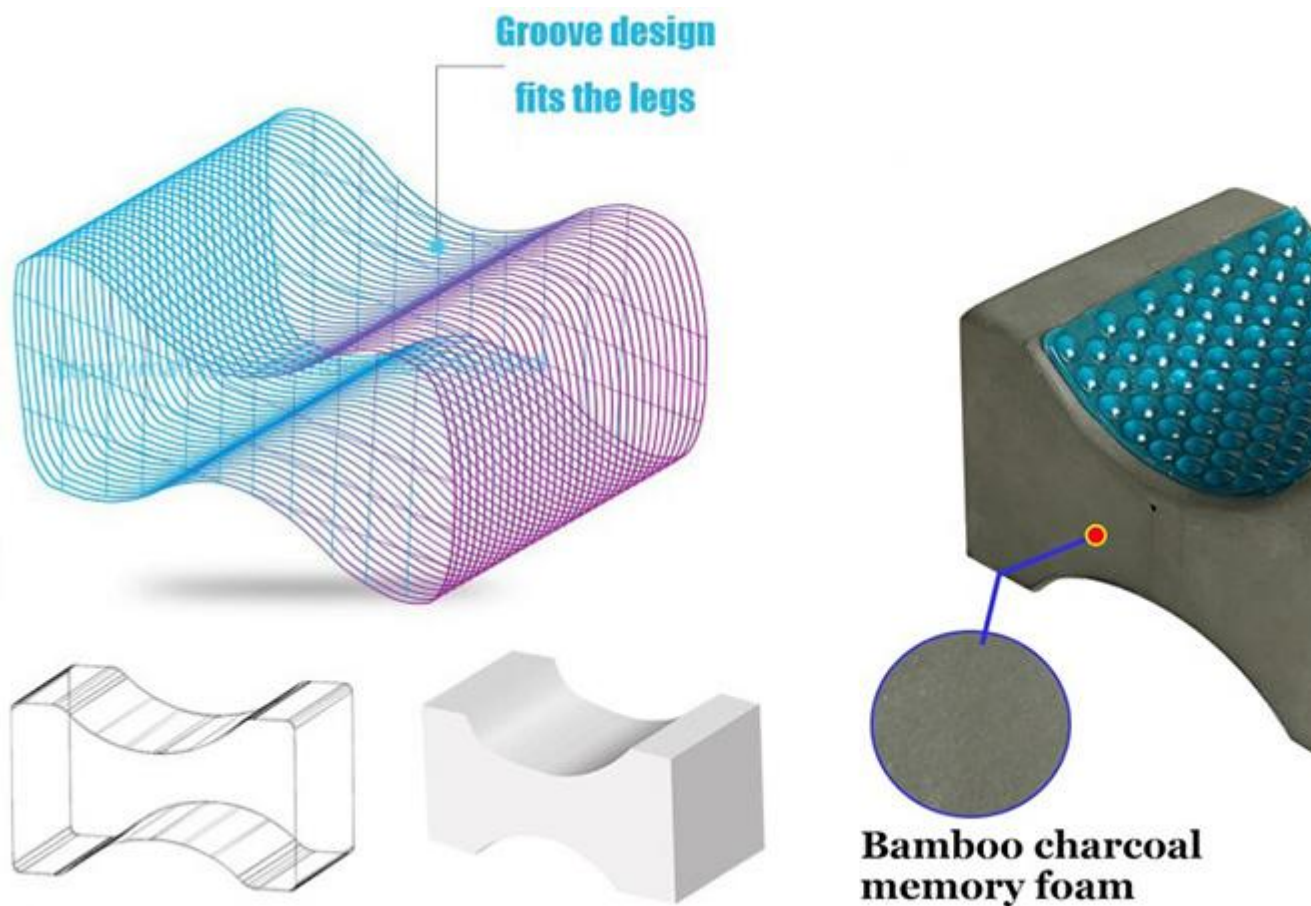 Groove design
fits the legs
Bamboo charcoal
memory foam